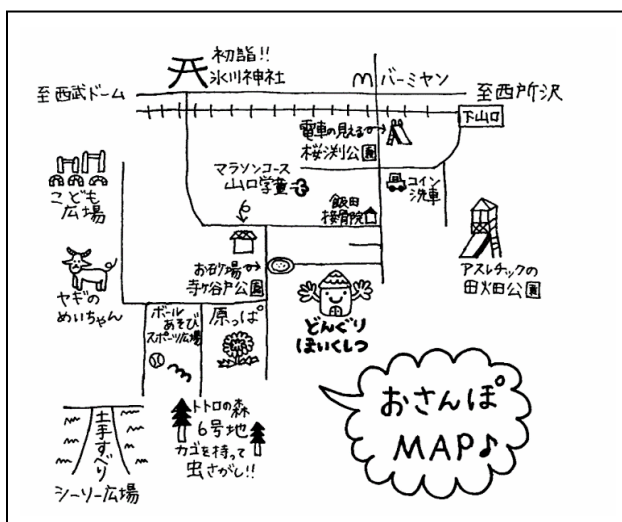 初詣!!
氷川神社
バーミヤン
至西武ドーム
至西所沢
下山口
電車の見える
桜渕公園
マラソンコース
山口学童
コイン
洗車
飯田
接骨院
こども
広場
お砂場
寺ヶ谷戸公園
アスレチックの
田畑公園
ヤギの
めいちゃん
ボール
あそび
スポーツ広場
原っぱ
どんぐり
ほいくしつ
おさんぽ
MAP♪
土手すべり
シーソー広場
トトロの森
6号地
カゴを持って
虫さがし!!